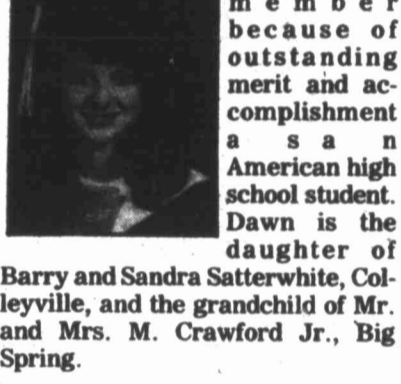 m e m b e r
because of
outstanding
merit and ac-
complishment
a s a n
American high
school student.
Dawn is the
daughter of
Barry and Sandra Satterwhite, Col-
leyville, and the grandchild of Mr.
and Mrs. M. Crawford Jr., Big
Spring.